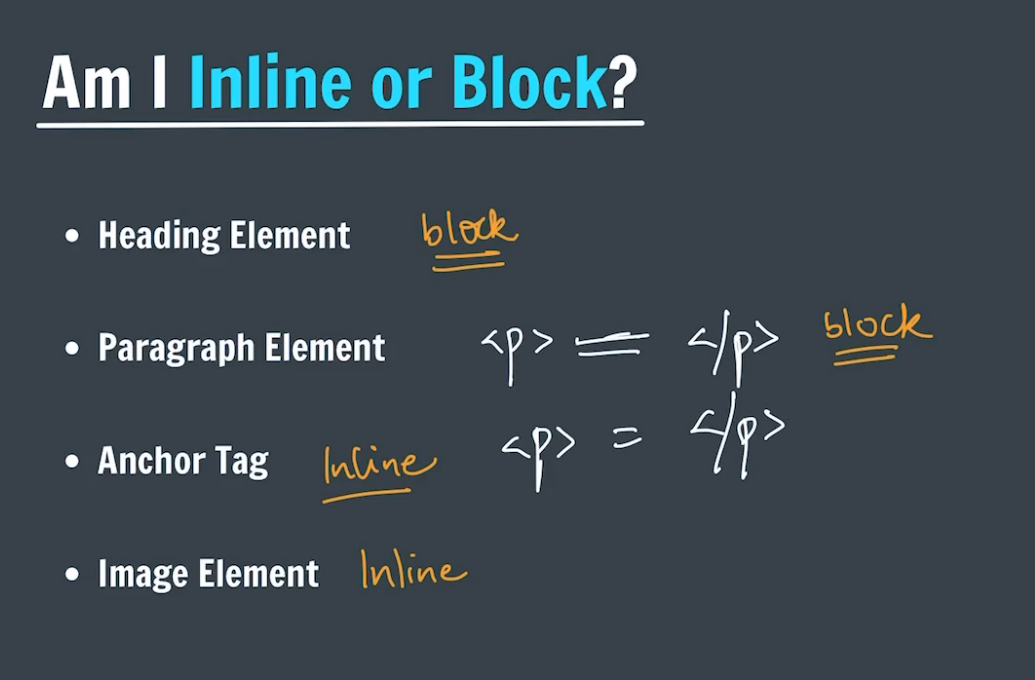 Am I Inline or Block?
• Heading Element block
• Paragraph Element <p> = </p> block
• Anchor Tag Inline <p> = </p>
• Image Element Inline